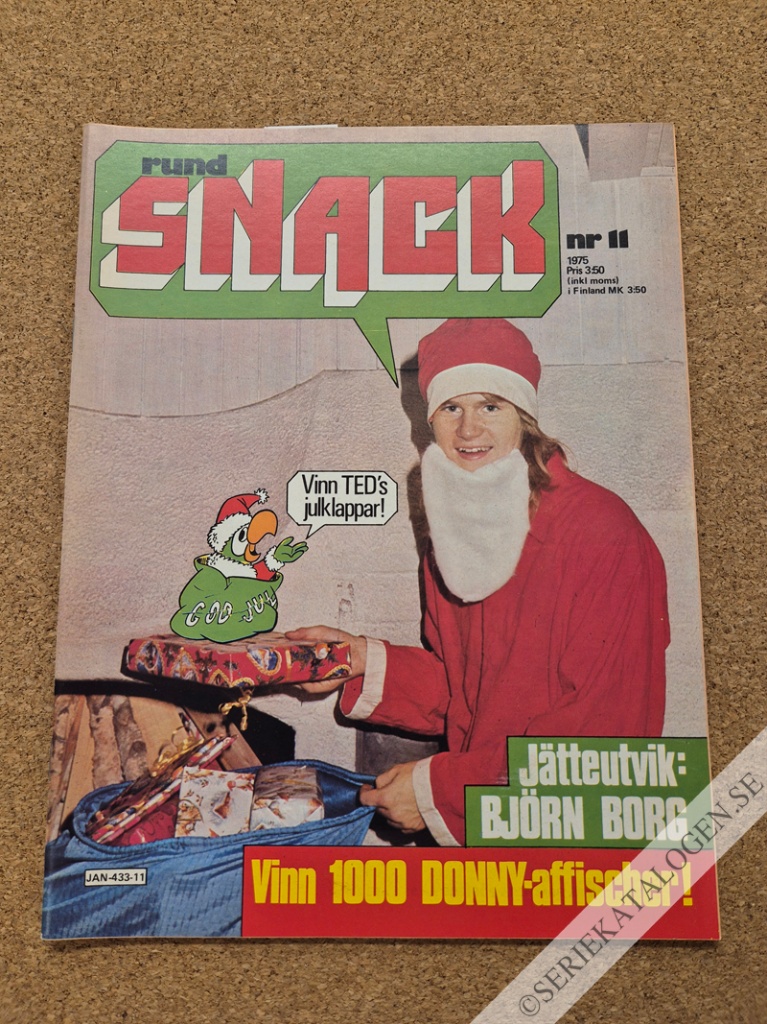 rund
SNACK
nr 11
1975
Pris 3:50
(inkl moms)
i Finland MK 3:50
Vinn TED's
julklappar!
GOD JUL
Jätteutvik:
BJÖRN BORG
Vinn 1000 DONNY-affischer!
JAN-433-11
©SERIEKATALOGEN.SE